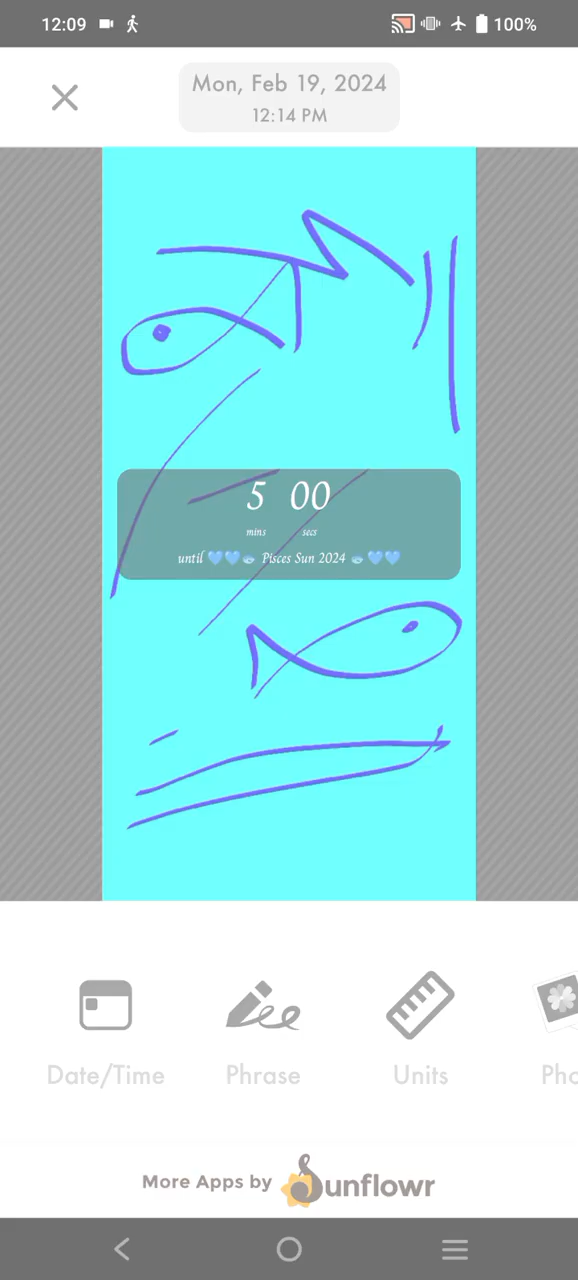 12:09
100%
Mon, Feb 19, 2024
12:14 PM
5 00
mins secs
until 💙💙🐟 Pisces Sun 2024 🐟💙💙
Date/Time
Phrase
Units
Pho
More Apps by Sunflowr